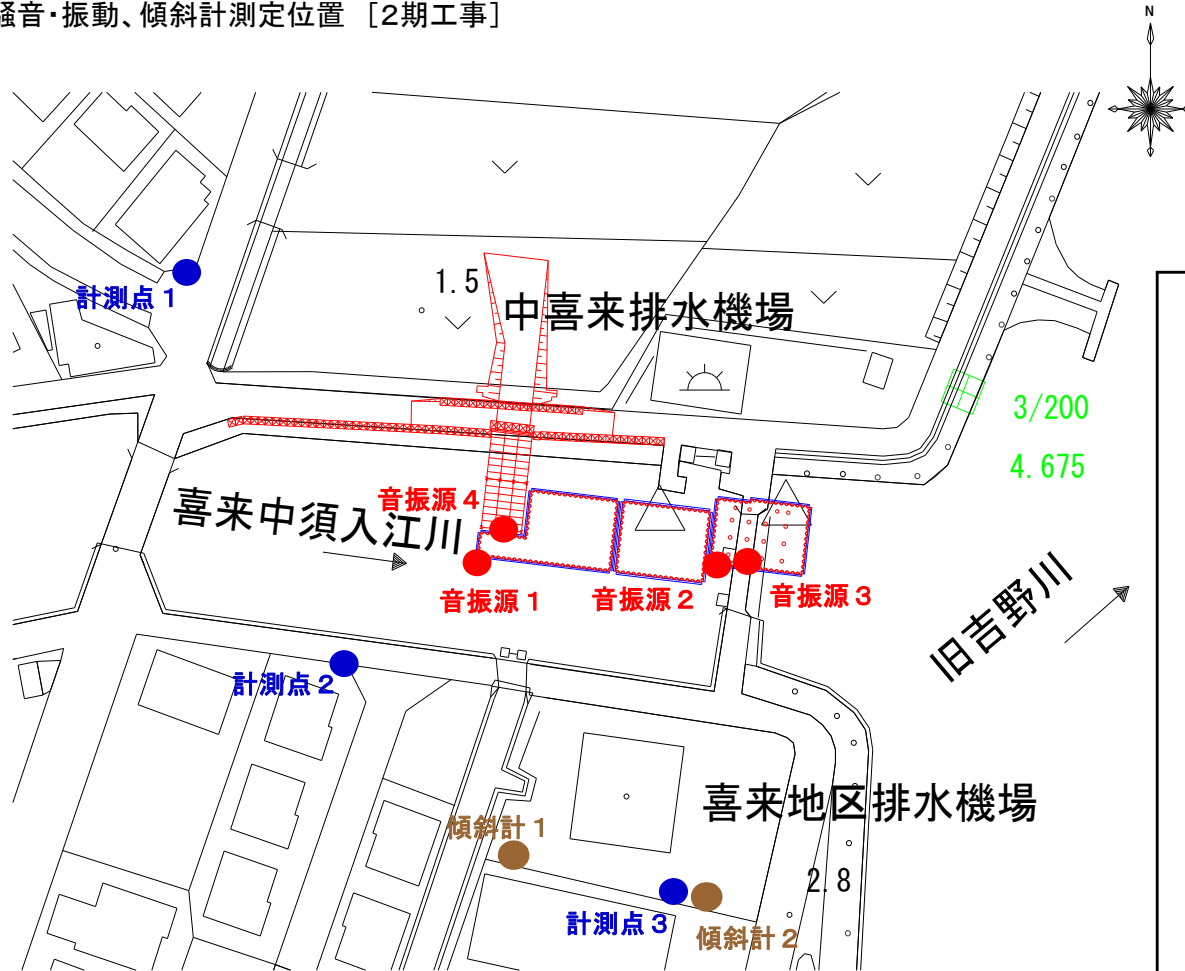 騒音・振動、傾斜計測定位置 [2期工事]
N
計測点１
1.5
中喜来排水機場
3/200
4.675
音振源４
喜来中須入江川
音振源１
音振源２
音振源３
旧吉野川
計測点２
喜来地区排水機場
傾斜計１
2.8
計測点３
傾斜計２